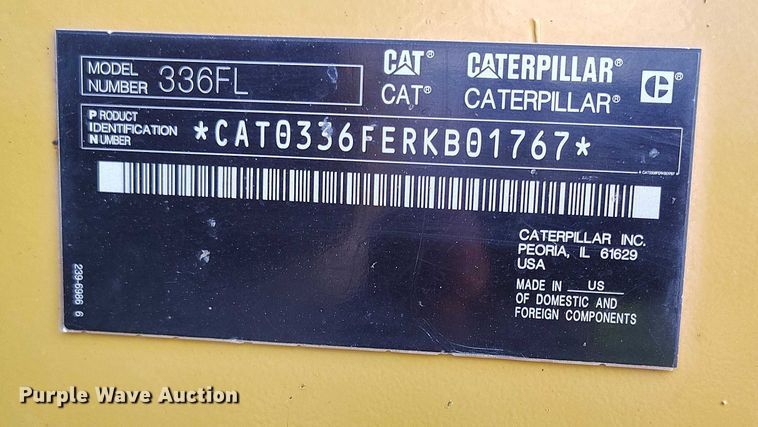 MODEL NUMBER 336FL
CAT® CATERPILLAR®
CAT® CATERPILLAR®
PRODUCT IDENTIFICATION NUMBER *CAT0336FERKB01767*
CATERPILLAR INC.
PEORIA, IL 61629
USA
MADE IN US
OF DOMESTIC AND
FOREIGN COMPONENTS
239-6986 6
Purple Wave Auction